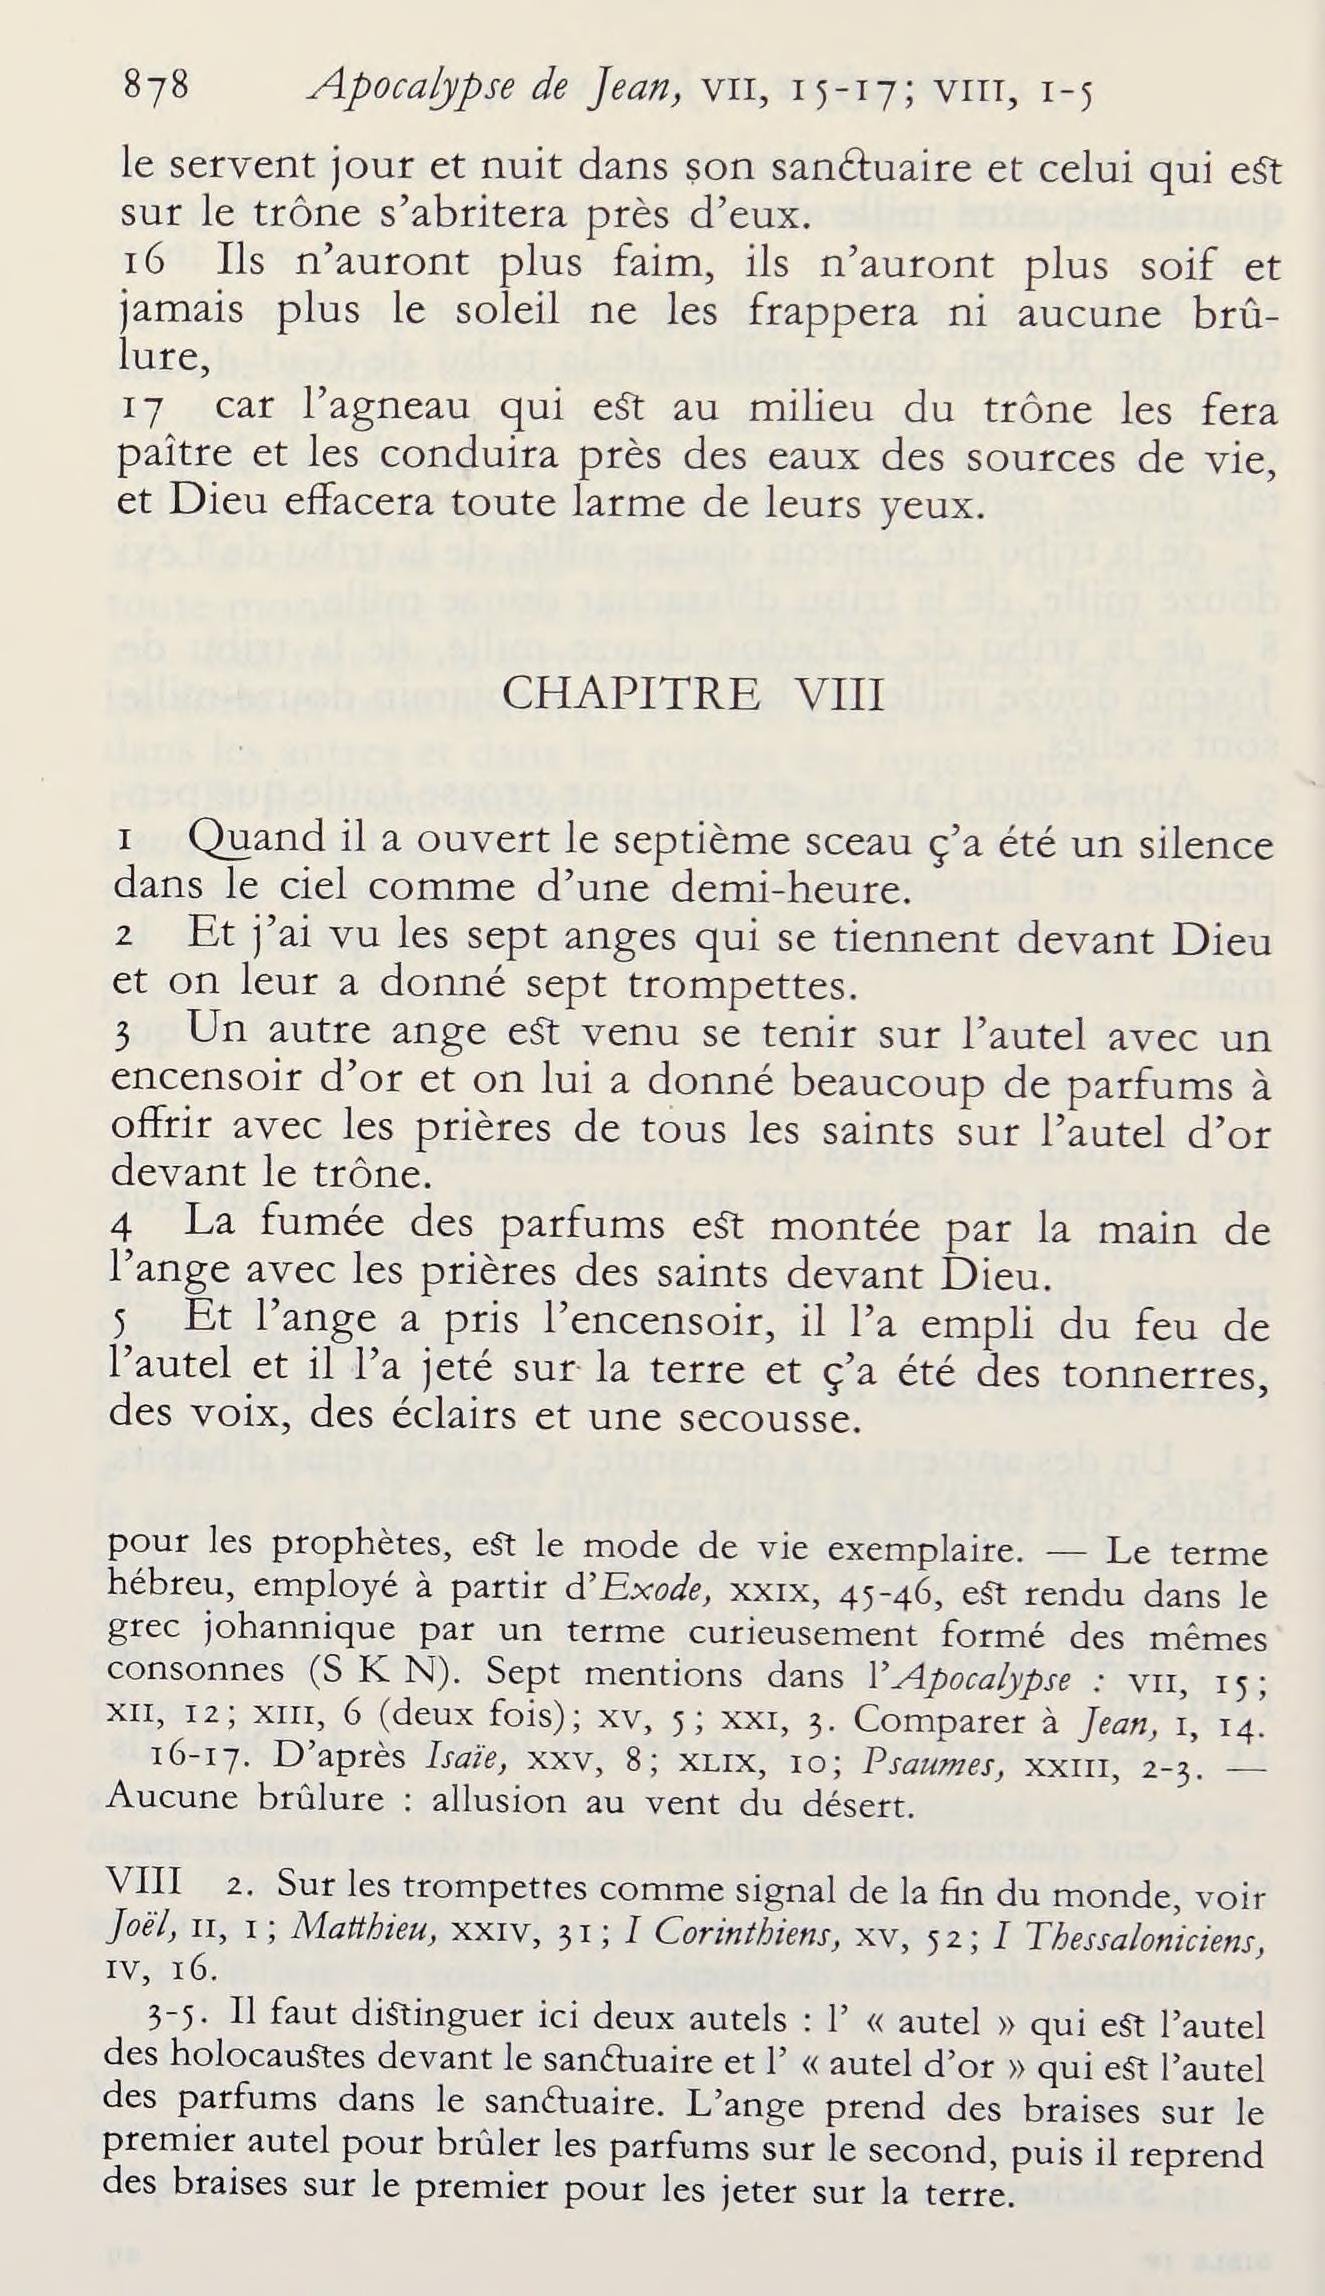 878 Apocalypse de Jean, VII, 15-17; VIII, 1-5
le servent jour et nuit dans son sanctuaire et celui qui est
sur le trône s’abritera près d’eux.
16 Ils n’auront plus faim, ils n’auront plus soif et
jamais plus le soleil ne les frappera ni aucune brû-
lure,
17 car l’agneau qui est au milieu du trône les fera
paître et les conduira près des eaux des sources de vie,
et Dieu effacera toute larme de leurs yeux.
CHAPITRE VIII
1 Quand il a ouvert le septième sceau ç’a été un silence
dans le ciel comme d’une demi-heure.
2 Et j’ai vu les sept anges qui se tiennent devant Dieu
et on leur a donné sept trompettes.
3 Un autre ange est venu se tenir sur l’autel avec un
encensoir d’or et on lui a donné beaucoup de parfums à
offrir avec les prières de tous les saints sur l’autel d’or
devant le trône.
4 La fumée des parfums est montée par la main de
l’ange avec les prières des saints devant Dieu.
5 Et l’ange a pris l’encensoir, il l’a empli du feu de
l’autel et il l’a jeté sur la terre et ç’a été des tonnerres,
des voix, des éclairs et une secousse.
pour les prophètes, est le mode de vie exemplaire. — Le terme
hébreu, employé à partir d’Exode, XXIX, 45-46, est rendu dans le
grec johannique par un terme curieusement formé des mêmes
consonnes (S K N). Sept mentions dans l’Apocalypse : VII, 15;
XII, 12; XIII, 6 (deux fois); XV, 5; XXI, 3. Comparer à Jean, I, 14.
16-17. D’après Isaïe, XXV, 8; XLIX, 10; Psaumes, XXIII, 2-3. —
Aucune brûlure : allusion au vent du désert.
VIII 2. Sur les trompettes comme signal de la fin du monde, voir
Joël, II, 1; Matthieu, XXIV, 31; I Corinthiens, XV, 52; I Thessaloniciens,
IV, 16.
3-5. Il faut distinguer ici deux autels : l’ « autel » qui est l’autel
des holocaustes devant le sanctuaire et l’ « autel d’or » qui est l’autel
des parfums dans le sanctuaire. L’ange prend des braises sur le
premier autel pour brûler les parfums sur le second, puis il reprend
des braises sur le premier pour les jeter sur la terre.